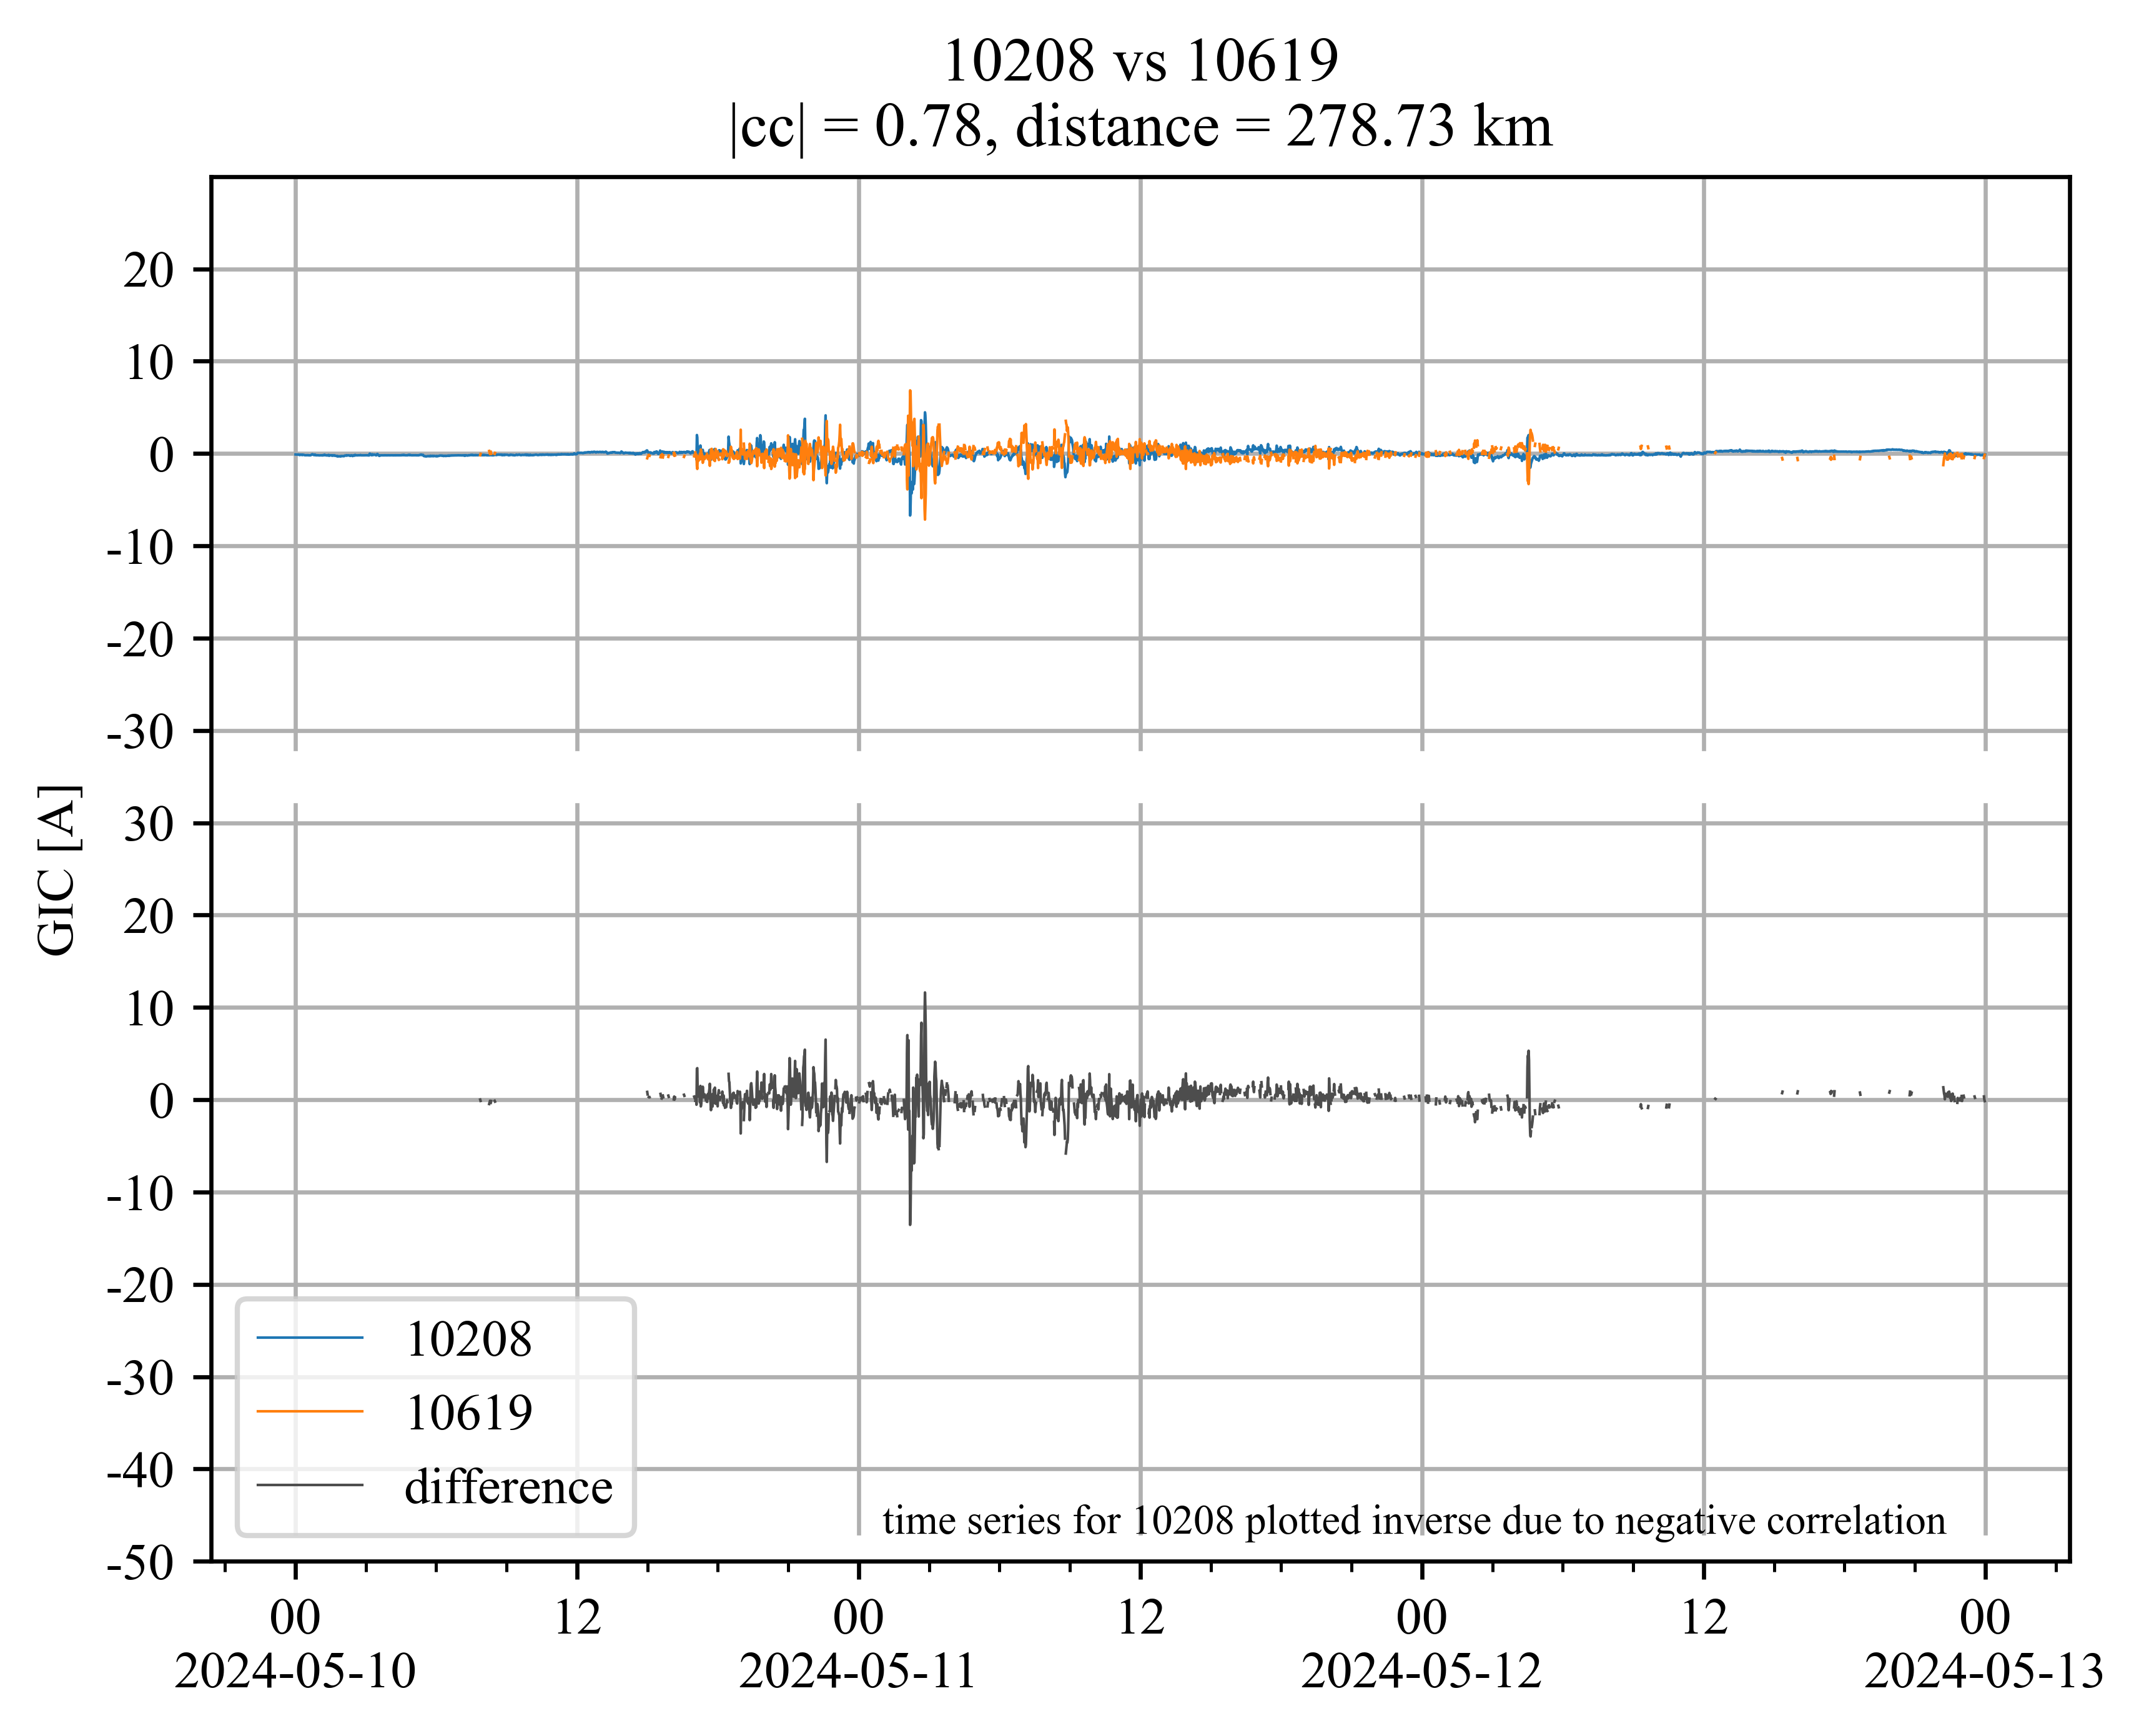 10208 vs 10619
|cc| = 0.78, distance = 278.73 km
20
10
0
-10
-20
-30
30
20
10
0
-10
-20
-30
-40
-50
GIC [A]
10208
10619
difference
time series for 10208 plotted inverse due to negative correlation
00 12 00 12 00 12 00
2024-05-10 2024-05-11 2024-05-12 2024-05-13